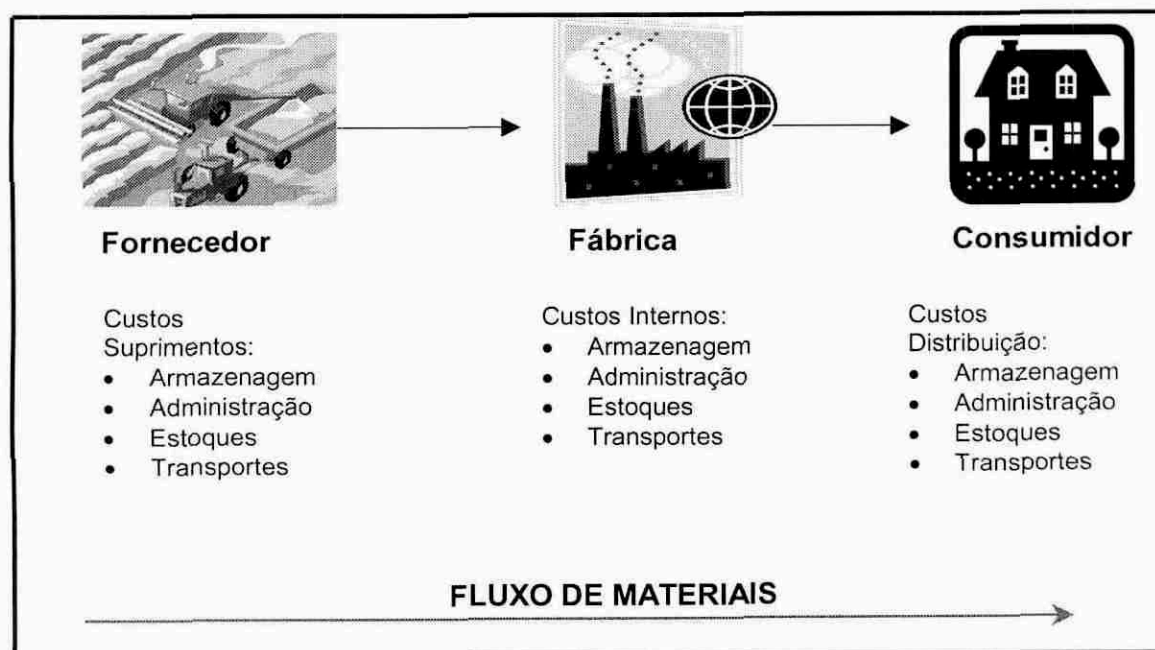 Fornecedor
Custos
Suprimentos:
• Armazenagem
• Administração
• Estoques
• Transportes
Fábrica
Custos Internos:
• Armazenagem
• Administração
• Estoques
• Transportes
Consumidor
Custos
Distribuição:
• Armazenagem
• Administração
• Estoques
• Transportes
FLUXO DE MATERIAIS